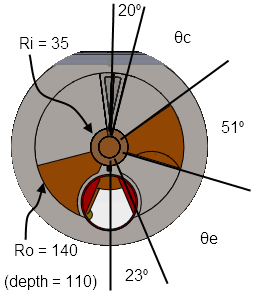 20º
θc
Ri = 35
51º
θe
Ro = 140
(depth = 110)
23º